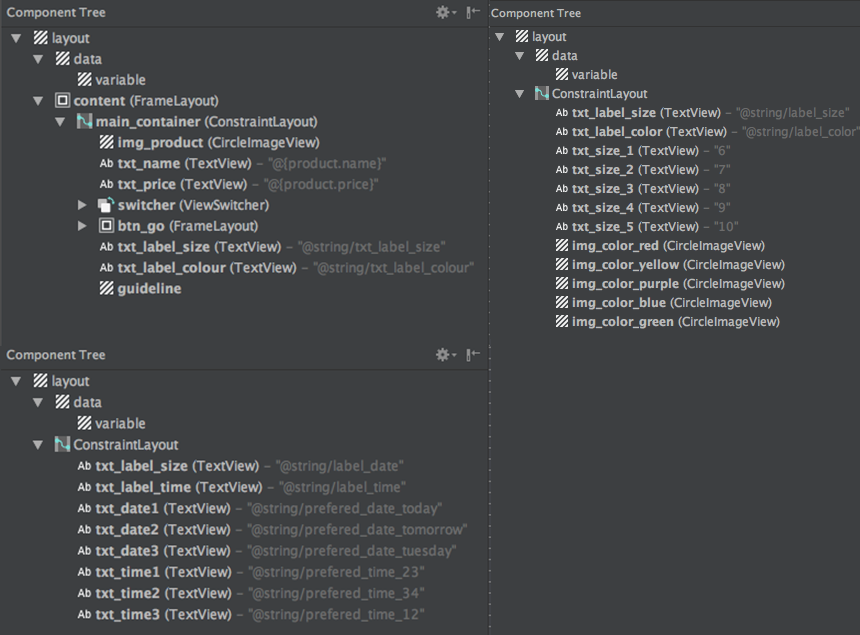 Component Tree
layout
data
variable
content (FrameLayout)
main_container (ConstraintLayout)
img_product (CircleImageView)
Ab txt_name (TextView) – "@{product.name}"
Ab txt_price (TextView) – "@{product.price}"
switcher (ViewSwitcher)
btn_go (FrameLayout)
Ab txt_label_size (TextView) – "@string/txt_label_size"
Ab txt_label_colour (TextView) – "@string/txt_label_colour"
guideline
Component Tree
layout
data
variable
ConstraintLayout
Ab txt_label_size (TextView) – "@string/label_date"
Ab txt_label_time (TextView) – "@string/label_time"
Ab txt_date1 (TextView) – "@string/prefered_date_today"
Ab txt_date2 (TextView) – "@string/prefered_date_tomorrow"
Ab txt_date3 (TextView) – "@string/prefered_date_tuesday"
Ab txt_time1 (TextView) – "@string/prefered_time_23"
Ab txt_time2 (TextView) – "@string/prefered_time_34"
Ab txt_time3 (TextView) – "@string/prefered_time_12"
Component Tree
layout
data
variable
ConstraintLayout
Ab txt_label_size (TextView) – "@string/label_size"
Ab txt_label_color (TextView) – "@string/label_color"
Ab txt_size_1 (TextView) – "6"
Ab txt_size_2 (TextView) – "7"
Ab txt_size_3 (TextView) – "8"
Ab txt_size_4 (TextView) – "9"
Ab txt_size_5 (TextView) – "10"
img_color_red (CircleImageView)
img_color_yellow (CircleImageView)
img_color_purple (CircleImageView)
img_color_blue (CircleImageView)
img_color_green (CircleImageView)